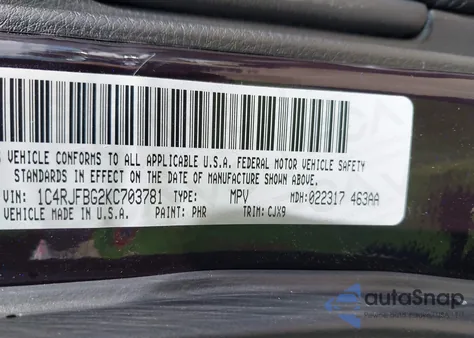 VEHICLE CONFORMS TO ALL APPLICABLE U.S.A. FEDERAL MOTOR VEHICLE SAFETY
STANDARDS IN EFFECT ON THE DATE OF MANUFACTURE SHOWN ABOVE.
VIN: 1C4RJFBG2KC703781 TYPE: MPV MDH:022317 463AA
VEHICLE MADE IN U.S.A. PAINT: PHR TRIM: CJX9
autoSnap